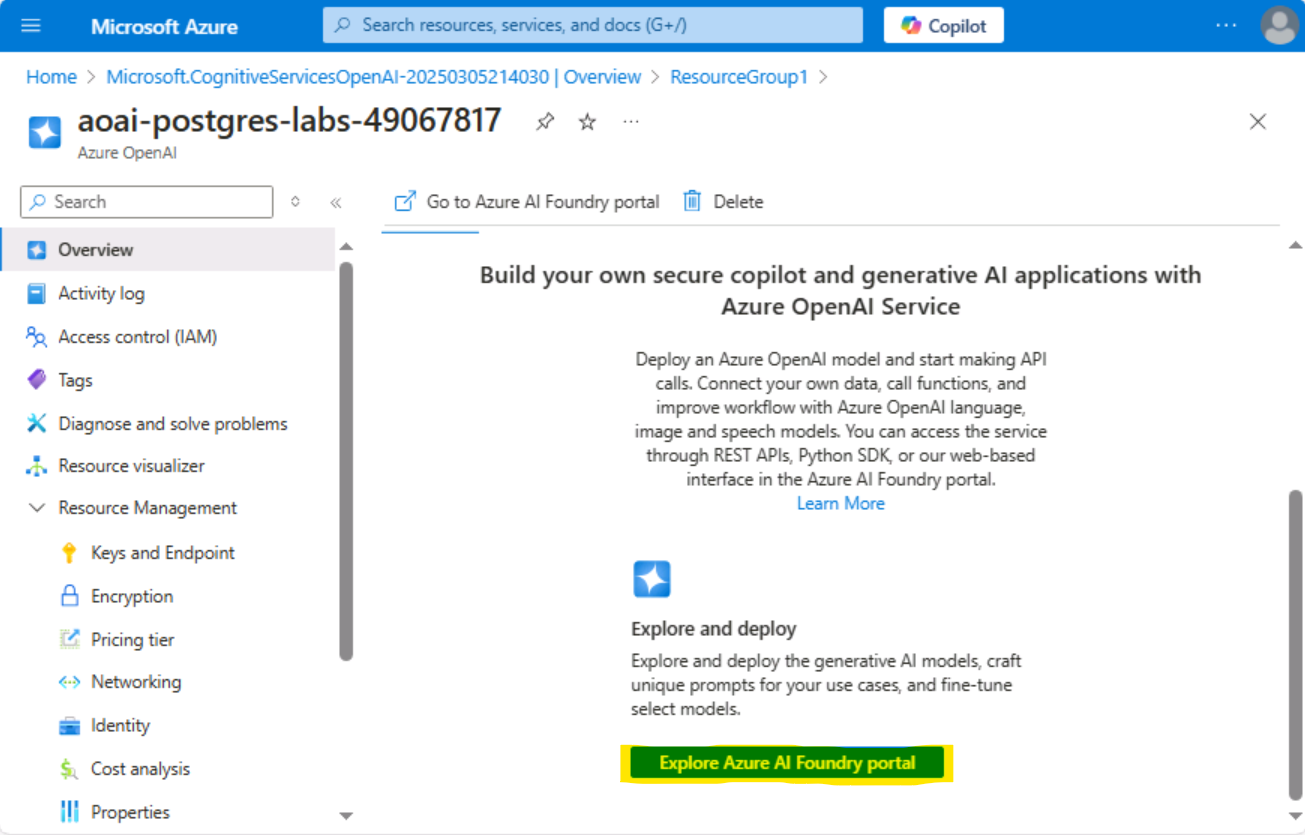 Microsoft Azure
Search resources, services, and docs (G+/)
Copilot
Home > Microsoft.CognitiveServicesOpenAI-20250305214030 | Overview > ResourceGroup1 >
aoai-postgres-labs-49067817
Azure OpenAI
Search
Go to Azure AI Foundry portal
Delete
Overview
Activity log
Access control (IAM)
Tags
Diagnose and solve problems
Resource visualizer
Resource Management
Keys and Endpoint
Encryption
Pricing tier
Networking
Identity
Cost analysis
Properties
Build your own secure copilot and generative AI applications with
Azure OpenAI Service
Deploy an Azure OpenAI model and start making API
calls. Connect your own data, call functions, and
improve workflow with Azure OpenAI language,
image and speech models. You can access the service
through REST APIs, Python SDK, or our web-based
interface in the Azure AI Foundry portal.
Learn More
Explore and deploy
Explore and deploy the generative AI models, craft
unique prompts for your use cases, and fine-tune
select models.
Explore Azure AI Foundry portal